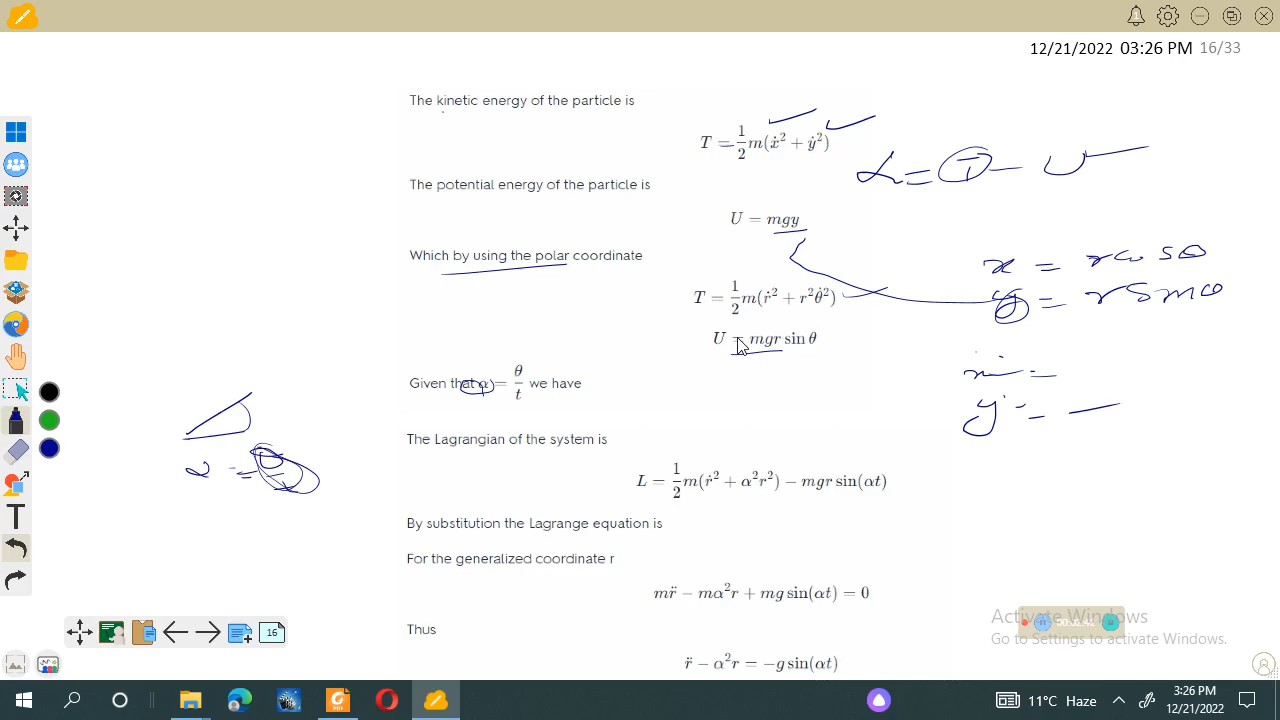 12/21/2022 03:26 PM 16/33
The kinetic energy of the particle is
T = 1/2 m(ẋ² + ẏ²)
L = T - U
The potential energy of the particle is
U = mgy
Which by using the polar coordinate
x = r cos θ
T = 1/2 m(ṙ² + r²θ̇²)
y = r sin θ
U = mgr sin θ
ẋ =
Given that α = θ/t we have
ẏ = —
The Lagrangian of the system is
α =
L = 1/2 m(ṙ² + α²r²) − mgr sin(αt)
By substitution the Lagrange equation is
For the generalized coordinate r
mr̈ − mα²r + mg sin(αt) = 0
Activate Windows
00:02:42
Go to Settings to activate Windows.
Thus
16
r̈ − α²r = −g sin(αt)
T
11°C Haze
3:26 PM
12/21/2022